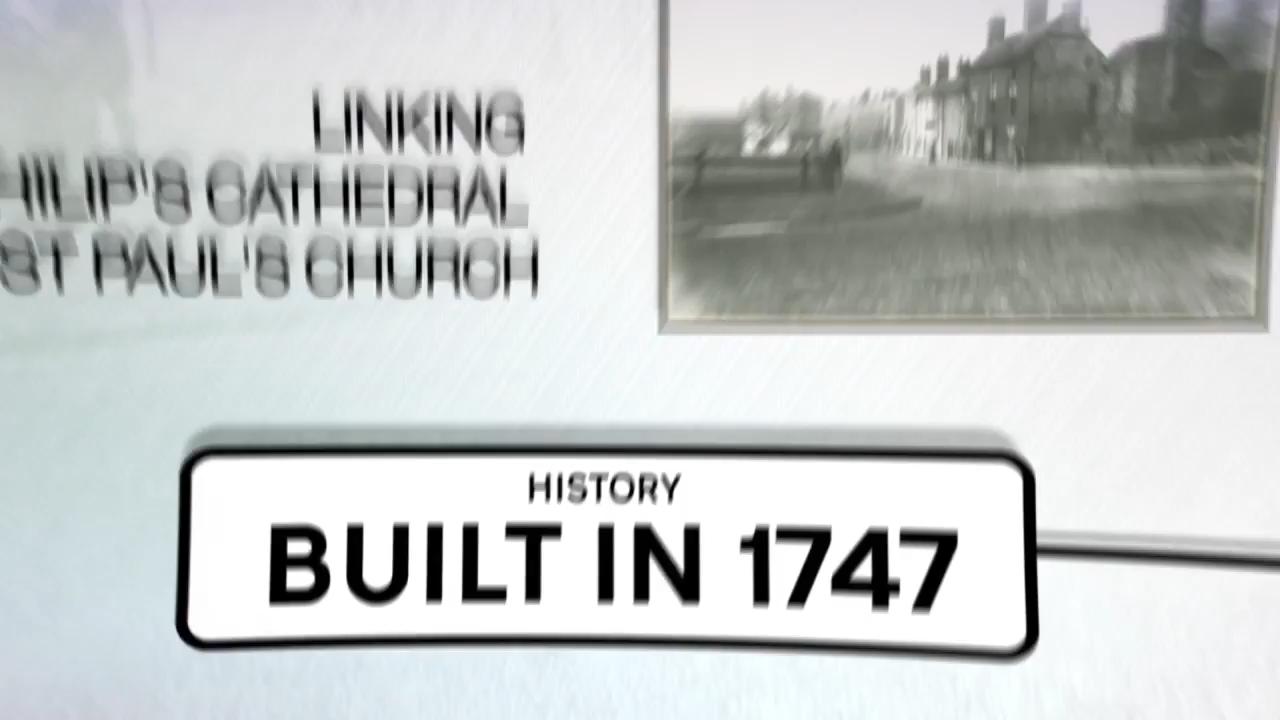 LINKING
HILIP'S CATHEDRAL
ST PAUL'S CHURCH
HISTORY
BUILT IN 1747